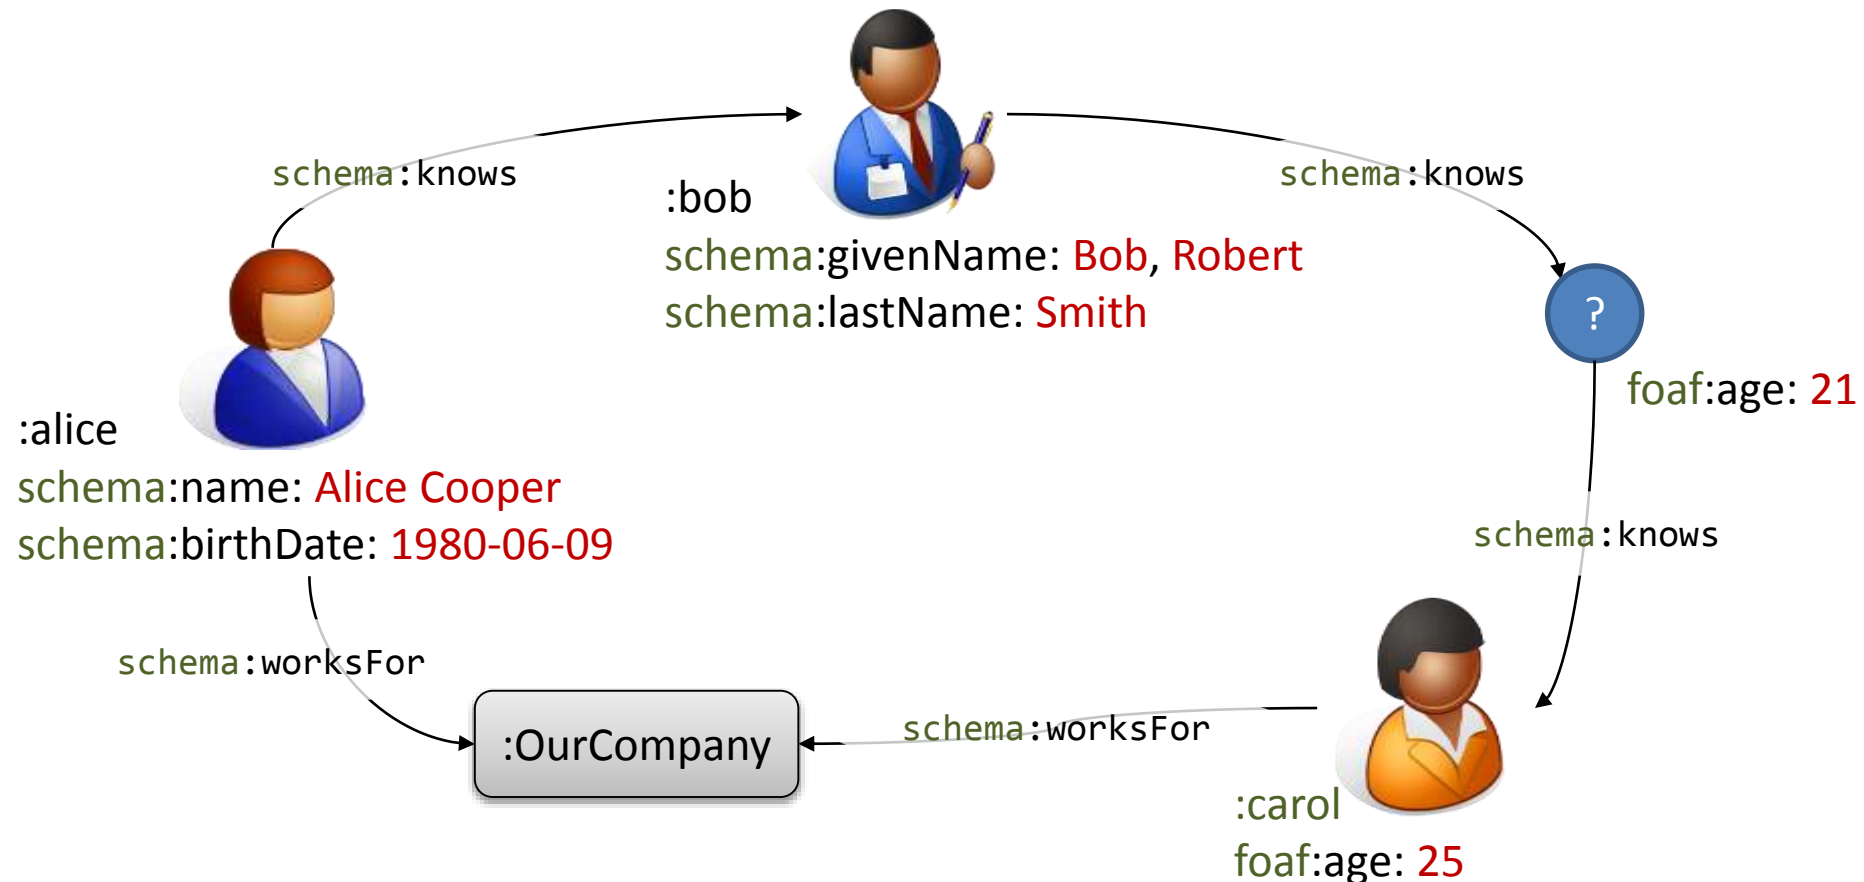 schema:knows
schema:knows
:bob
schema:givenName: Bob, Robert
schema:lastName: Smith
?
foaf:age: 21
:alice
schema:name: Alice Cooper
schema:birthDate: 1980-06-09
schema:knows
schema:worksFor
:OurCompany
schema:worksFor
:carol
foaf:age: 25